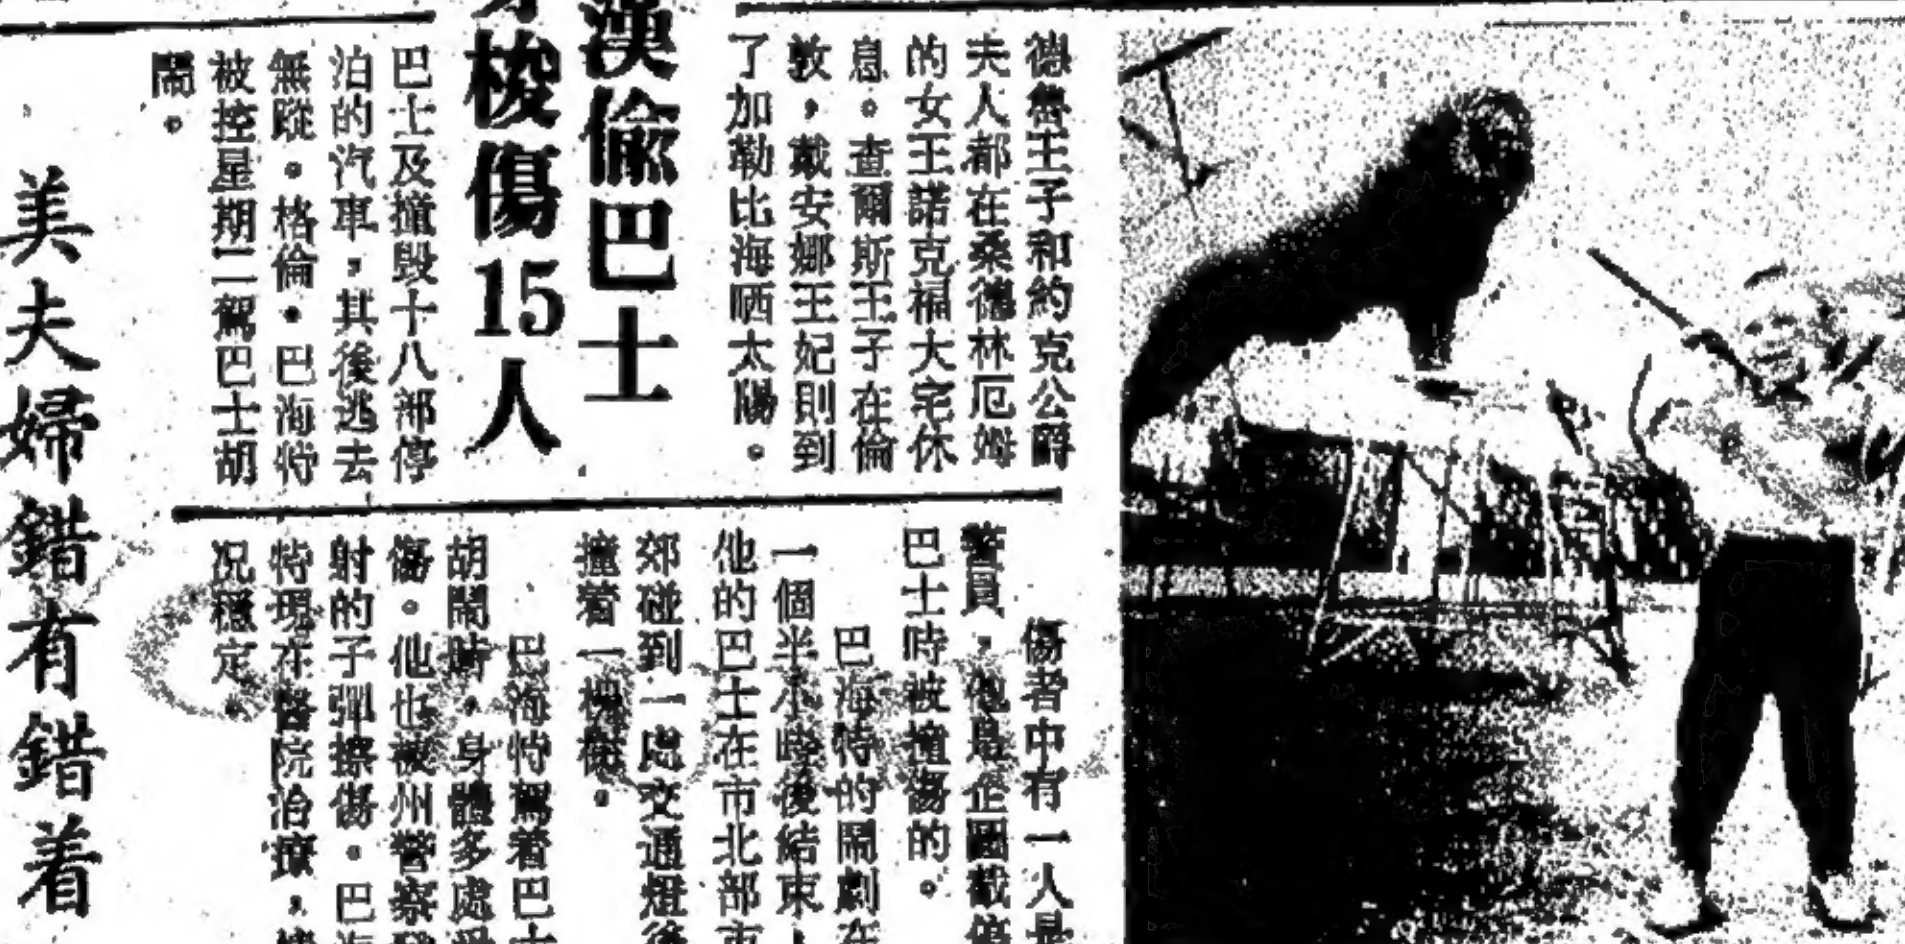 德魯王子和約克公爵
夫人都在桑德林厄姆
的女王諾克福大宅休
息。查爾斯王子在倫
敦，戴安娜王妃則到
了加勒比海晒太陽。
漢偷巴士
梭傷15人
巴士及撞毀十八部停
泊的汽車，其後逃去
無蹤。格倫·巴海特
被控星期二駕巴士胡
鬧。
傷者中有一人是
警員，他是企圖截停
巴士時被撞傷的。
巴海特的鬧劇在
一個半小時後結束，
他的巴士在市北部市
郊碰到一處交通燈後
撞着一槐樹。
巴海特駕着巴士
胡鬧時，身體多處受
傷。他也被州警察發
射的子彈擦傷。巴海
特現在醫院治療，情
况穩定。
美夫婦錯有錯着